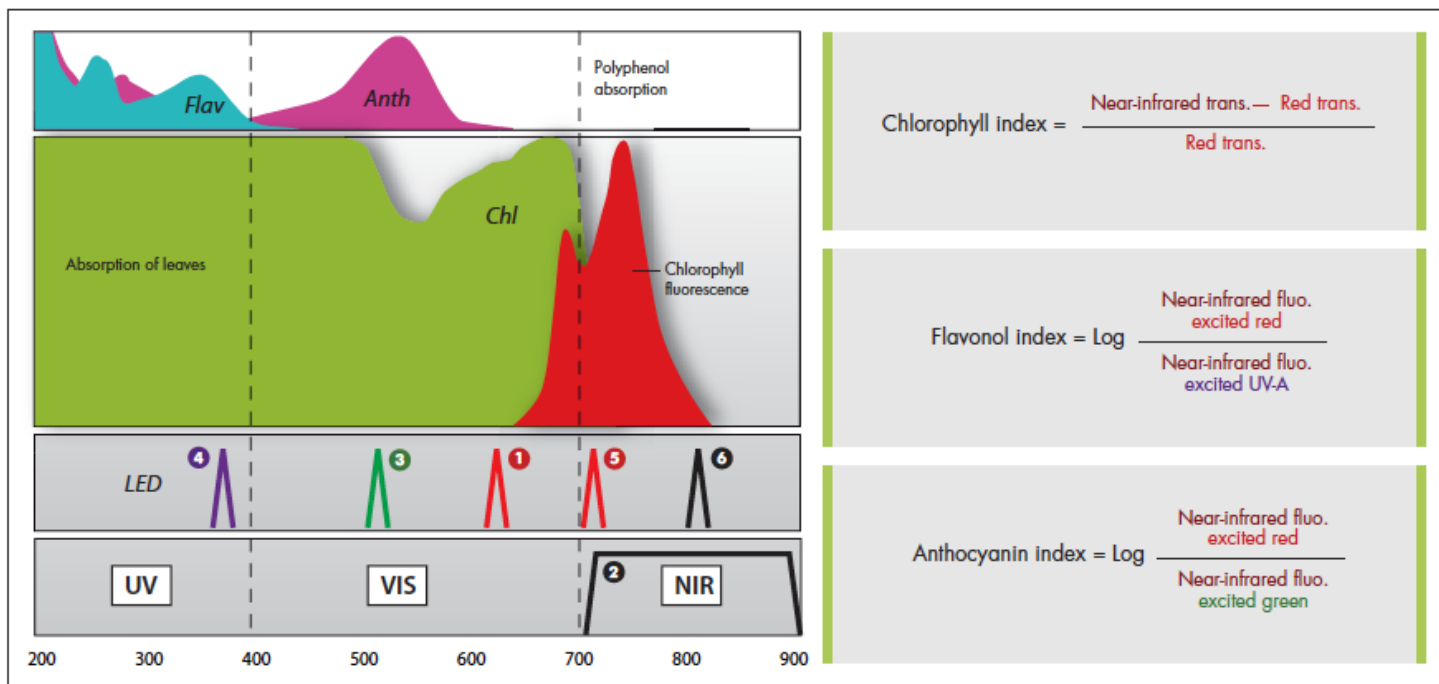 Flav
Anth
Polyphenol
absorption
Absorption of leaves
Chl
Chlorophyll
fluorescence
LED
4
3
1
5
6
UV
VIS
2
NIR
200
300
400
500
600
700
800
900
Chlorophyll index =
Near-infrared trans.— Red trans.
Red trans.
Flavonol index = Log
Near-infrared fluo.
excited red
Near-infrared fluo.
excited UV-A
Anthocyanin index = Log
Near-infrared fluo.
excited red
Near-infrared fluo.
excited green